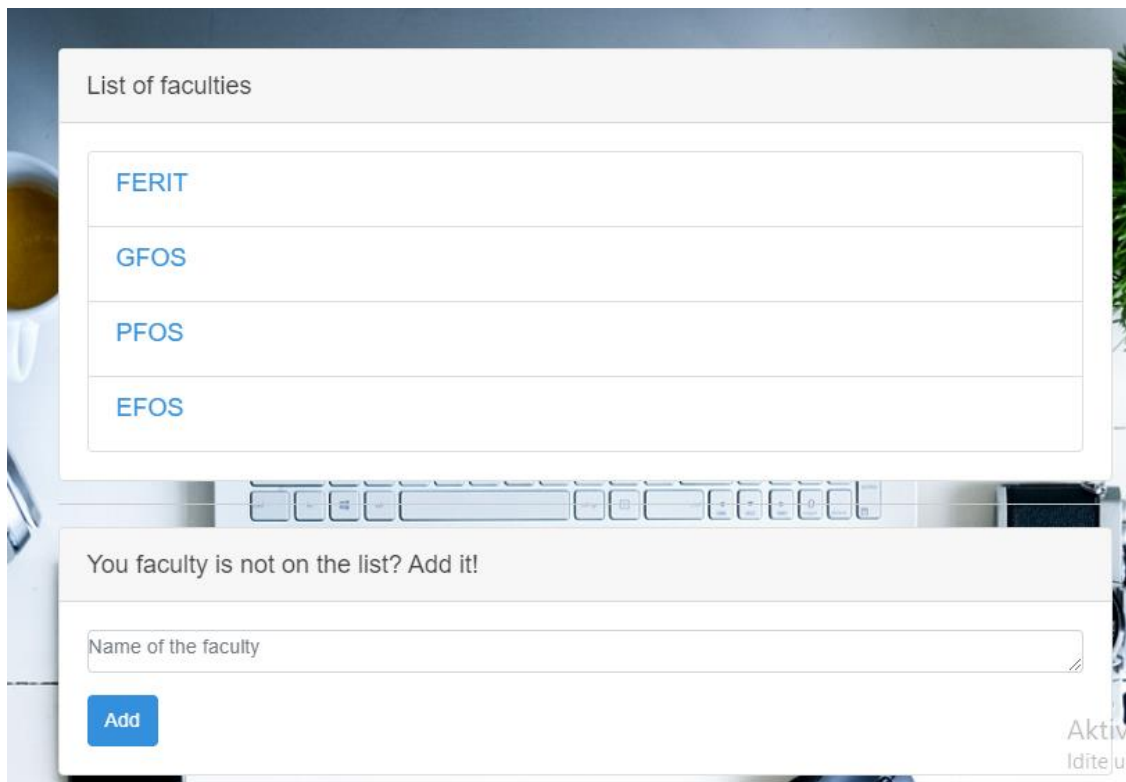 List of faculties
FERIT
GFOS
PFOS
EFOS
You faculty is not on the list? Add it!
Name of the faculty
Add
Aktiv
Idite u